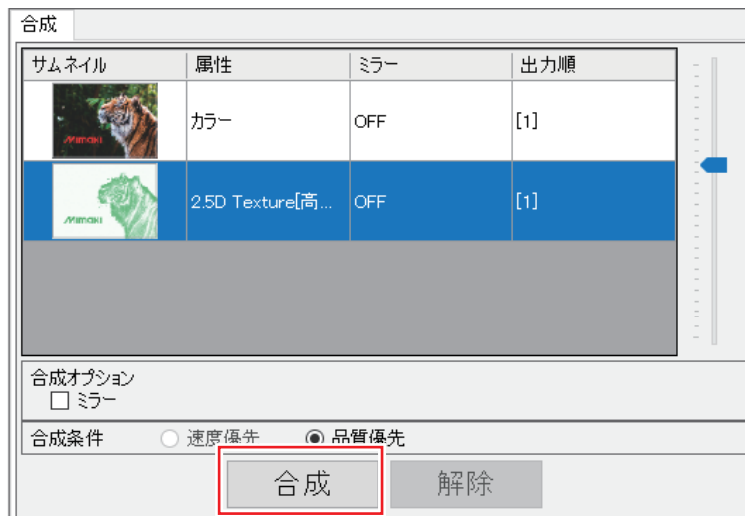 合成
サムネイル 属性 ミラー 出力順
Mimaki カラー OFF [1]
Mimaki 2.5D Texture[高... OFF [1]
合成オプション
ミラー
合成条件 速度優先 品質優先
合成 解除